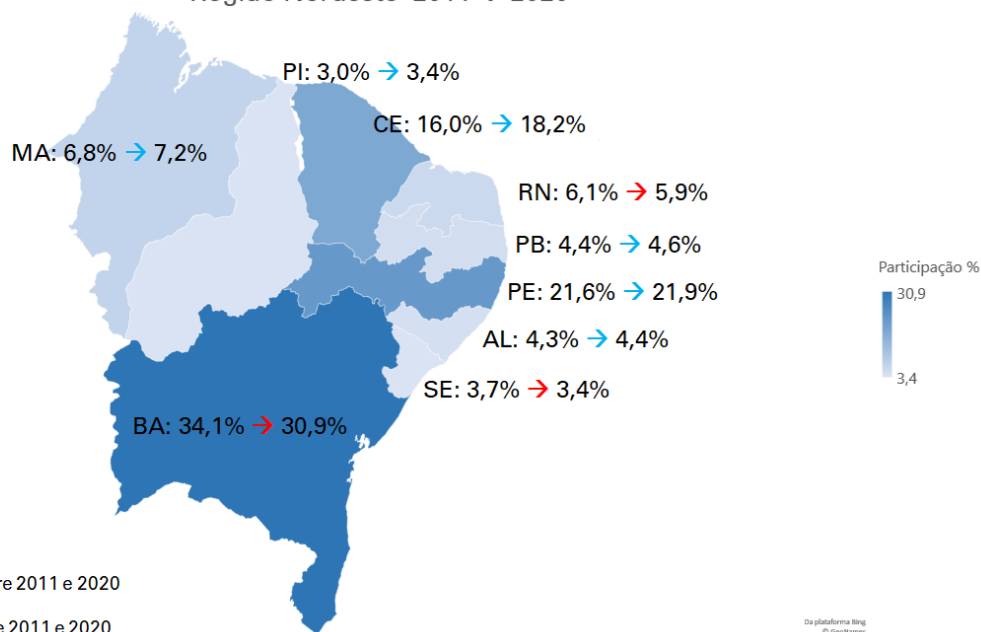 PI: 3,0% → 3,4%
CE: 16,0% → 18,2%
MA: 6,8% → 7,2%
RN: 6,1% → 5,9%
PB: 4,4% → 4,6%
Participação %
PE: 21,6% → 21,9%
30,9
AL: 4,3% → 4,4%
3,4
SE: 3,7% → 3,4%
BA: 34,1% → 30,9%
re 2011 e 2020
e 2011 e 2020
Da plataforma Bing
© GeoNames